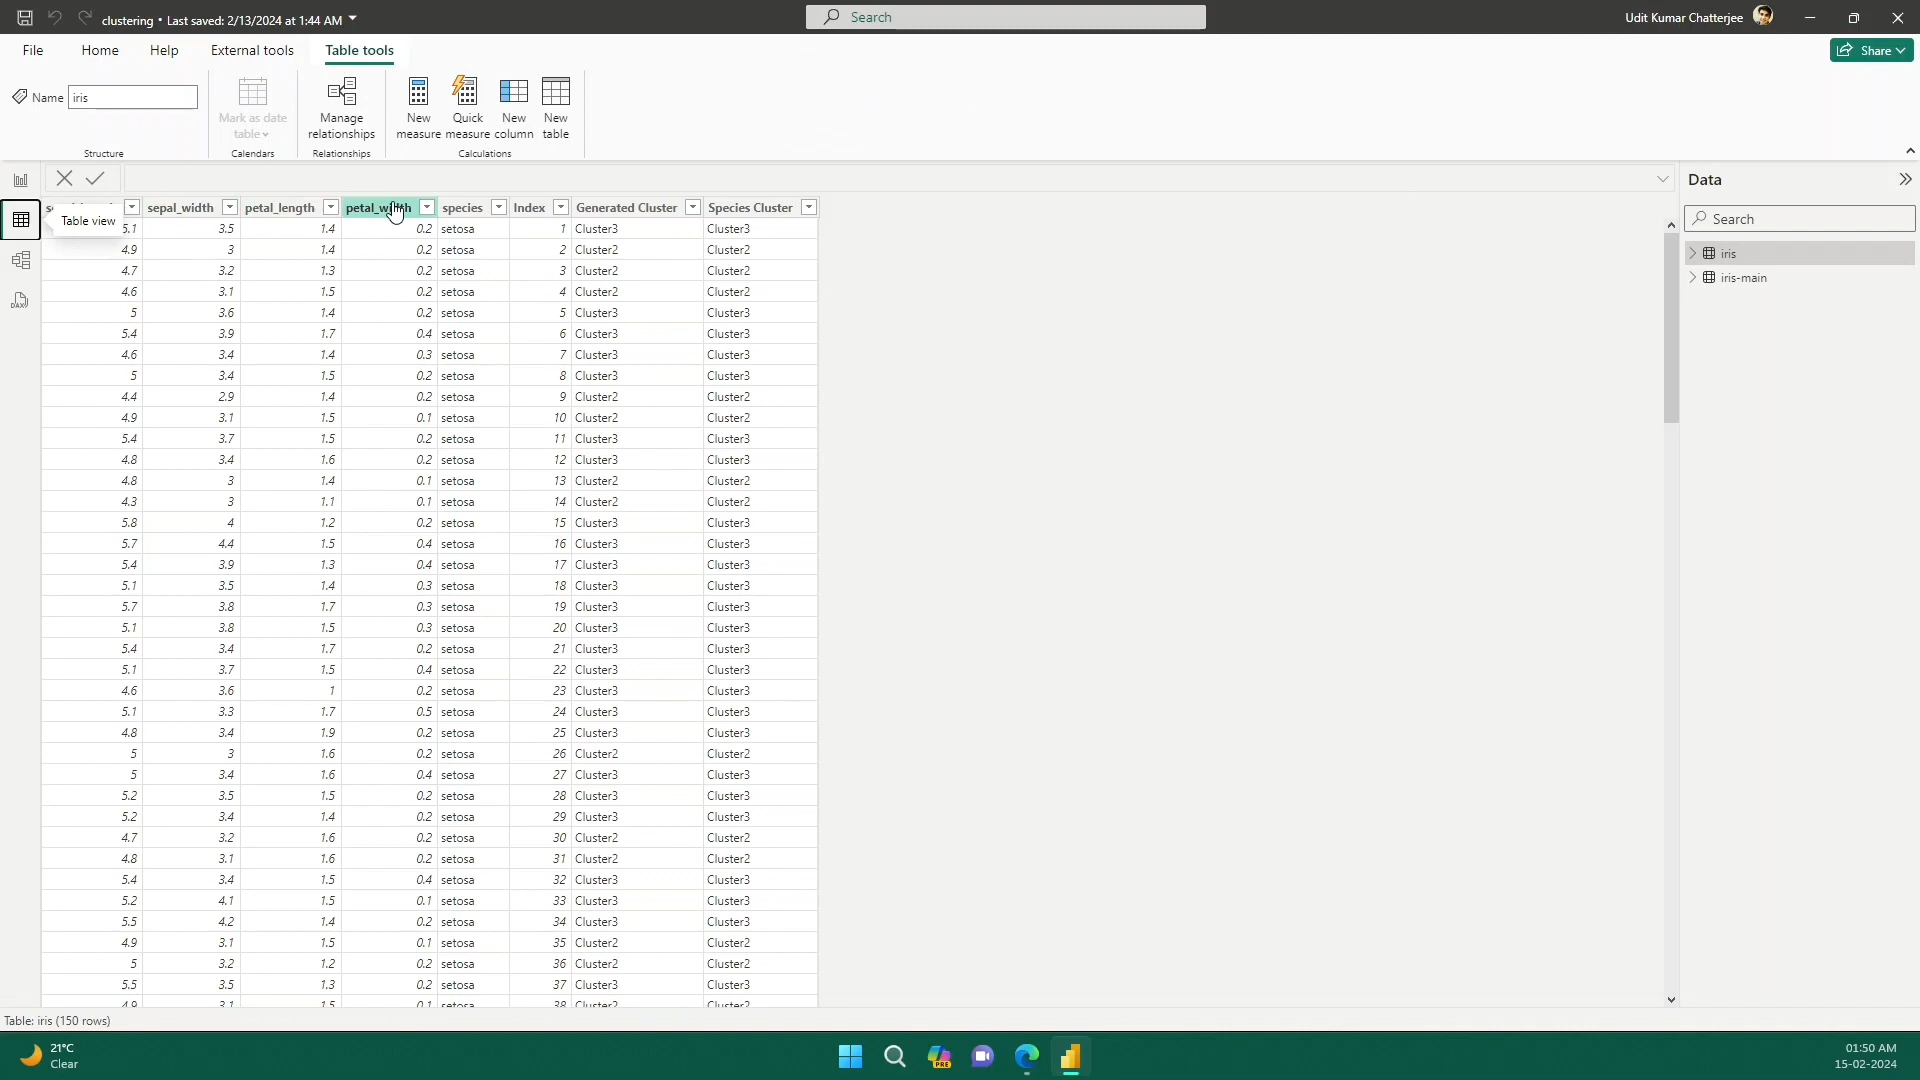 clustering • Last saved: 2/13/2024 at 1:44 AM
Search
Udit Kumar Chatterjee
File Home Help External tools Table tools
Share
Name iris
Mark as date table
Manage relationships
New measure
Quick measure
New column
New table
Structure Calendars Relationships Calculations
Data
Table view
sepal_width petal_length petal_width species Index Generated Cluster Species Cluster
Search
iris
iris-main
5.1 3.5 1.4 0.2 setosa 1 Cluster3 Cluster3
4.9 3 1.4 0.2 setosa 2 Cluster2 Cluster2
4.7 3.2 1.3 0.2 setosa 3 Cluster2 Cluster2
4.6 3.1 1.5 0.2 setosa 4 Cluster2 Cluster2
5 3.6 1.4 0.2 setosa 5 Cluster3 Cluster3
5.4 3.9 1.7 0.4 setosa 6 Cluster3 Cluster3
4.6 3.4 1.4 0.3 setosa 7 Cluster3 Cluster3
5 3.4 1.5 0.2 setosa 8 Cluster3 Cluster3
4.4 2.9 1.4 0.2 setosa 9 Cluster2 Cluster2
4.9 3.1 1.5 0.1 setosa 10 Cluster2 Cluster2
5.4 3.7 1.5 0.2 setosa 11 Cluster3 Cluster3
4.8 3.4 1.6 0.2 setosa 12 Cluster3 Cluster3
4.8 3 1.4 0.1 setosa 13 Cluster2 Cluster2
4.3 3 1.1 0.1 setosa 14 Cluster2 Cluster2
5.8 4 1.2 0.2 setosa 15 Cluster3 Cluster3
5.7 4.4 1.5 0.4 setosa 16 Cluster3 Cluster3
5.4 3.9 1.3 0.4 setosa 17 Cluster3 Cluster3
5.1 3.5 1.4 0.3 setosa 18 Cluster3 Cluster3
5.7 3.8 1.7 0.3 setosa 19 Cluster3 Cluster3
5.1 3.8 1.5 0.3 setosa 20 Cluster3 Cluster3
5.4 3.4 1.7 0.2 setosa 21 Cluster3 Cluster3
5.1 3.7 1.5 0.4 setosa 22 Cluster3 Cluster3
4.6 3.6 1 0.2 setosa 23 Cluster3 Cluster3
5.1 3.3 1.7 0.5 setosa 24 Cluster3 Cluster3
4.8 3.4 1.9 0.2 setosa 25 Cluster3 Cluster3
5 3 1.6 0.2 setosa 26 Cluster2 Cluster2
5 3.4 1.6 0.4 setosa 27 Cluster3 Cluster3
5.2 3.5 1.5 0.2 setosa 28 Cluster3 Cluster3
5.2 3.4 1.4 0.2 setosa 29 Cluster3 Cluster3
4.7 3.2 1.6 0.2 setosa 30 Cluster2 Cluster2
4.8 3.1 1.6 0.2 setosa 31 Cluster2 Cluster2
5.4 3.4 1.5 0.4 setosa 32 Cluster3 Cluster3
5.2 4.1 1.5 0.1 setosa 33 Cluster3 Cluster3
5.5 4.2 1.4 0.2 setosa 34 Cluster3 Cluster3
4.9 3.1 1.5 0.1 setosa 35 Cluster2 Cluster2
5 3.2 1.2 0.2 setosa 36 Cluster2 Cluster2
5.5 3.5 1.3 0.2 setosa 37 Cluster3 Cluster3
4.9 3.1 1.5 0.1 setosa 38 Cluster2 Cluster2
Table: iris (150 rows)
21°C
Clear
PRE
01:50 AM
15-02-2024